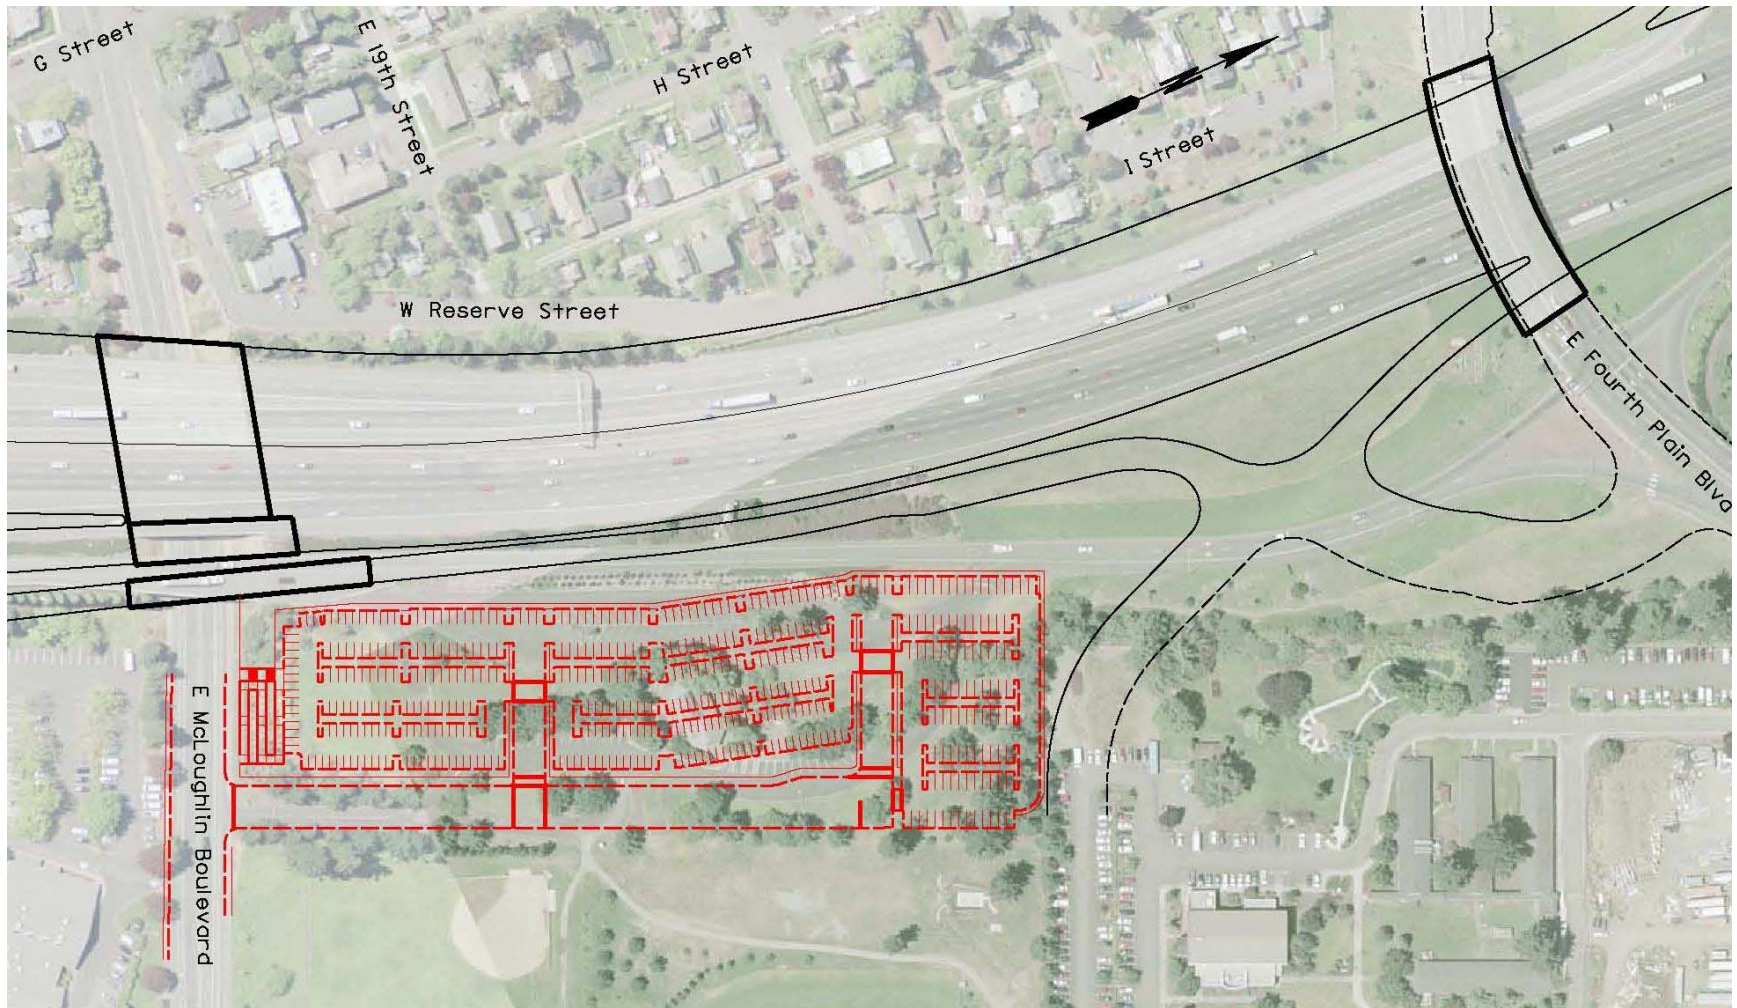 G Street
E 19th Street
H Street
N
I Street
W Reserve Street
E Fourth Plain Blvd
E McLoughlin Boulevard